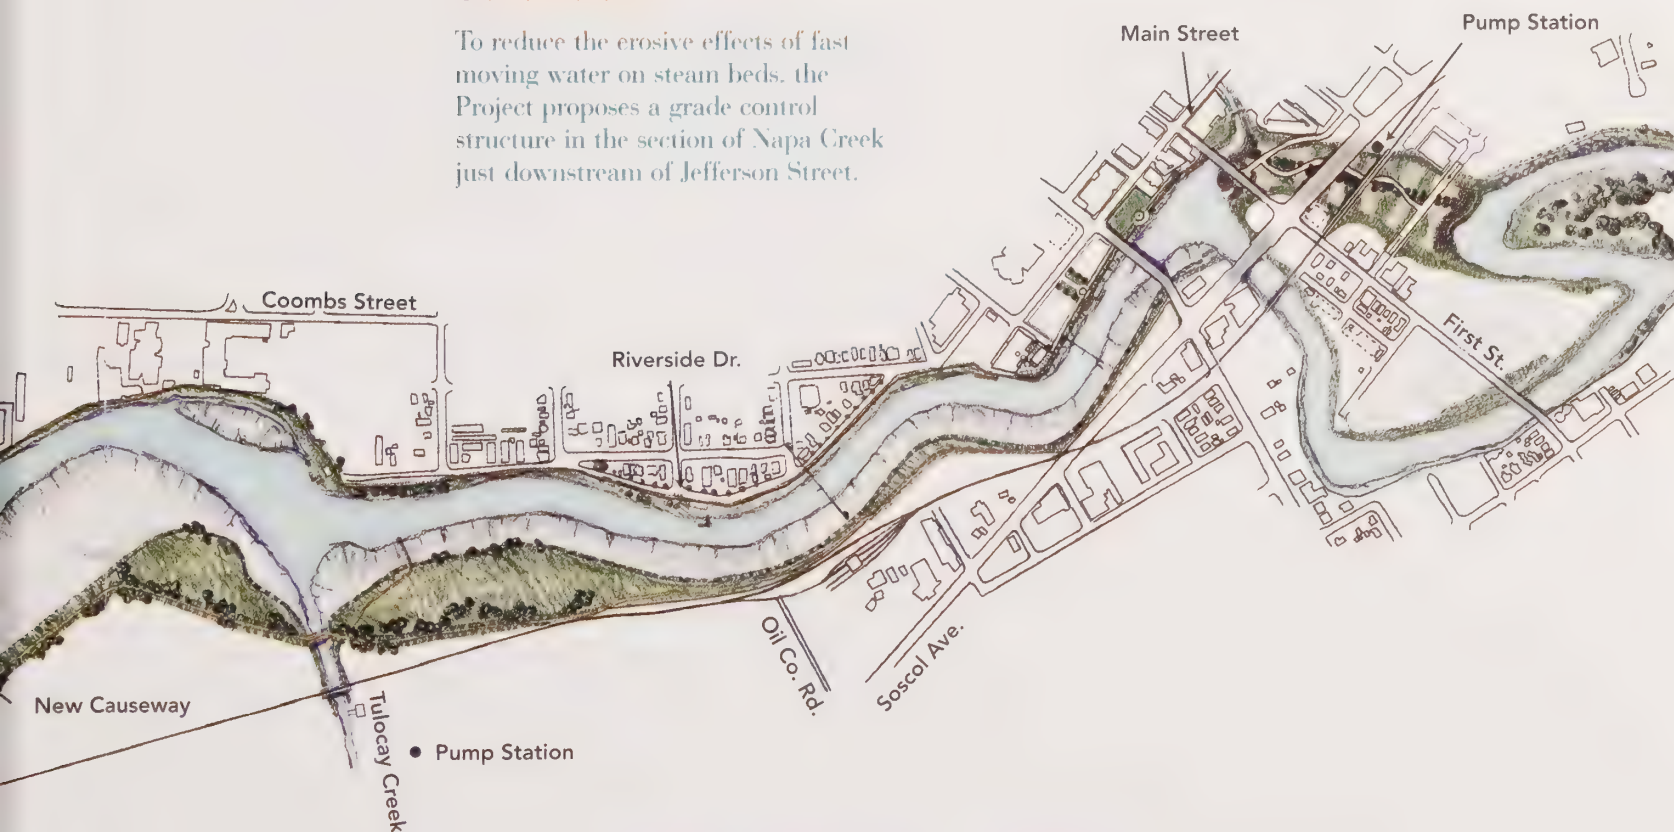 To reduce the erosive effects of fast
moving water on steam beds, the
Project proposes a grade control
structure in the section of Napa Creek
just downstream of Jefferson Street.
Main Street
Pump Station
Coombs Street
Riverside Dr.
First St.
Oil Co. Rd.
Soscol Ave.
New Causeway
Tulocay Creek
Pump Station